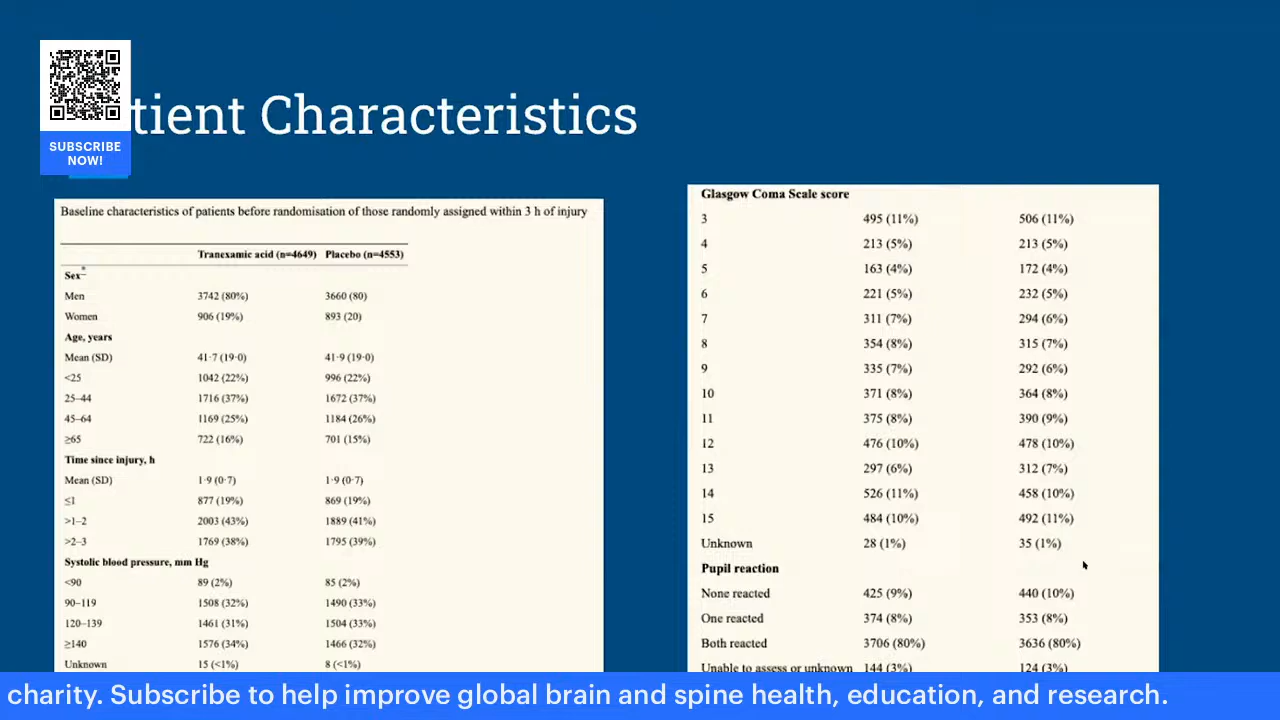 tient Characteristics
SUBSCRIBE
NOW!
Baseline characteristics of patients before randomisation of those randomly assigned within 3 h of injury
Tranexamic acid (n=4649) Placebo (n=4553)
Sex*
Men 3742 (80%) 3660 (80)
Women 906 (19%) 893 (20)
Age, years
Mean (SD) 41·7 (19·0) 41·9 (19·0)
<25 1042 (22%) 996 (22%)
25–44 1716 (37%) 1672 (37%)
45–64 1169 (25%) 1184 (26%)
≥65 722 (16%) 701 (15%)
Time since injury, h
Mean (SD) 1·9 (0·7) 1·9 (0·7)
≤1 877 (19%) 869 (19%)
>1–2 2003 (43%) 1889 (41%)
>2–3 1769 (38%) 1795 (39%)
Systolic blood pressure, mm Hg
<90 89 (2%) 85 (2%)
90–119 1508 (32%) 1490 (33%)
120–139 1461 (31%) 1504 (33%)
≥140 1576 (34%) 1466 (32%)
Unknown 15 (<1%) 8 (<1%)
Glasgow Coma Scale score
3 495 (11%) 506 (11%)
4 213 (5%) 213 (5%)
5 163 (4%) 172 (4%)
6 221 (5%) 232 (5%)
7 311 (7%) 294 (6%)
8 354 (8%) 315 (7%)
9 335 (7%) 292 (6%)
10 371 (8%) 364 (8%)
11 375 (8%) 390 (9%)
12 476 (10%) 478 (10%)
13 297 (6%) 312 (7%)
14 526 (11%) 458 (10%)
15 484 (10%) 492 (11%)
Unknown 28 (1%) 35 (1%)
Pupil reaction
None reacted 425 (9%) 440 (10%)
One reacted 374 (8%) 353 (8%)
Both reacted 3706 (80%) 3636 (80%)
Unable to assess or unknown 144 (3%) 124 (3%)
charity. Subscribe to help improve global brain and spine health, education, and research.